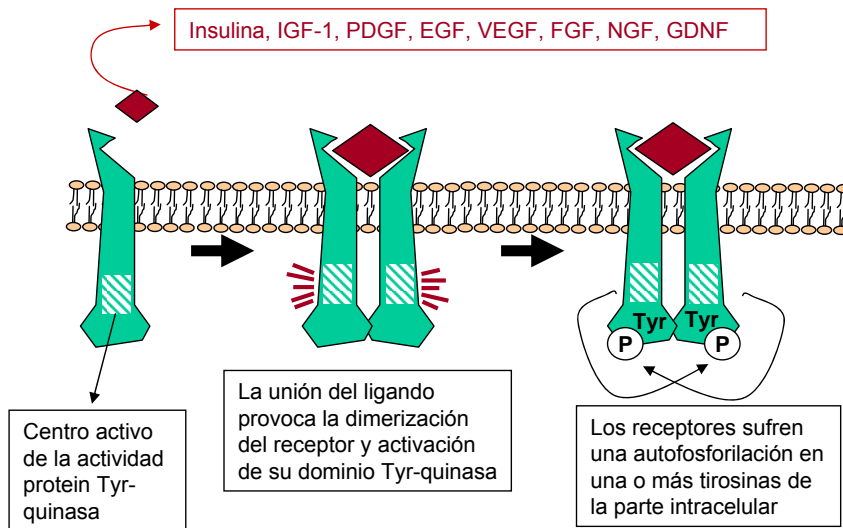 Insulina, IGF-1, PDGF, EGF, VEGF, FGF, NGF, GDNF
Tyr Tyr
P P
Centro activo
de la actividad
protein Tyr-
quinasa
La unión del ligando
provoca la dimerización
del receptor y activación
de su dominio Tyr-quinasa
Los receptores sufren
una autofosforilación en
una o más tirosinas de
la parte intracelular